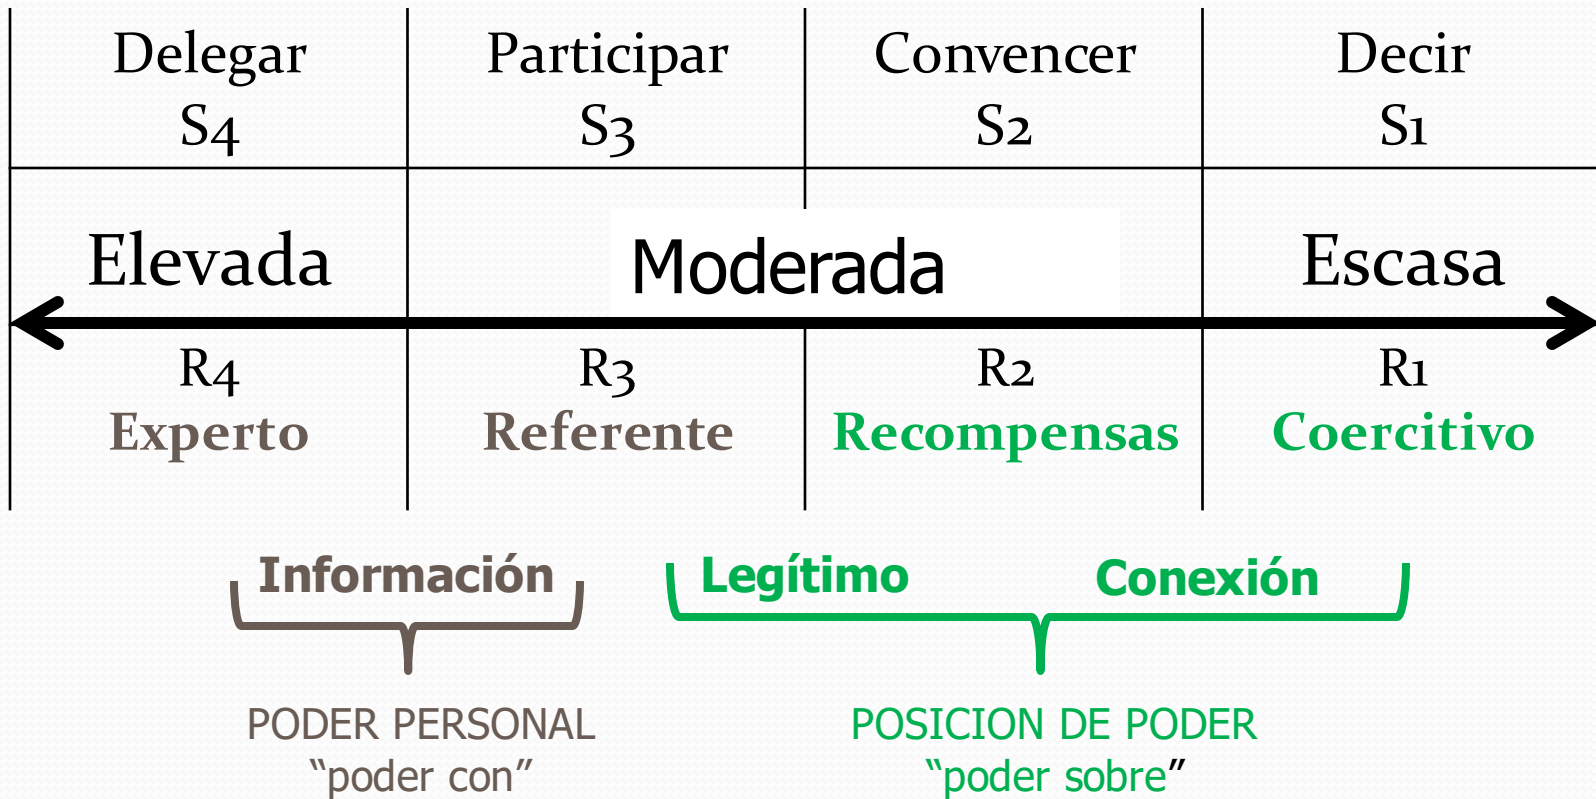 Delegar
S4
Participar
S3
Convencer
S2
Decir
S1
Elevada
Moderada
Escasa
R4
Experto
R3
Referente
R2
Recompensas
R1
Coercitivo
Información
Legítimo
Conexión
PODER PERSONAL
“poder con”
POSICION DE PODER
“poder sobre”